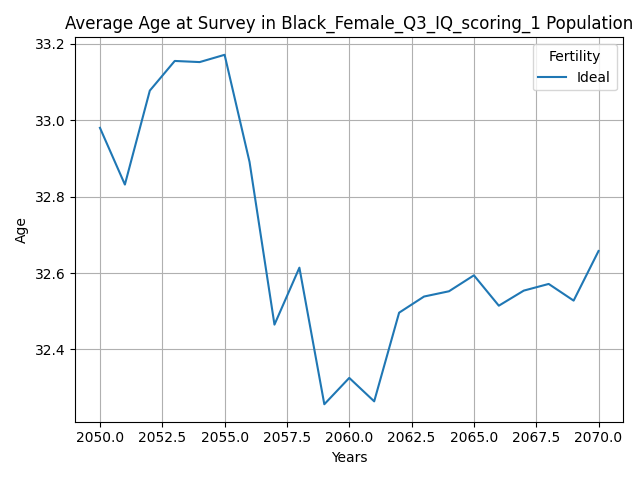 Average Age at Survey in Black_Female_Q3_IQ_scoring_1 Population
33.2
33.0
32.8
32.6
32.4
Age
Fertility
Ideal
2050.0 2052.5 2055.0 2057.5 2060.0 2062.5 2065.0 2067.5 2070.0
Years